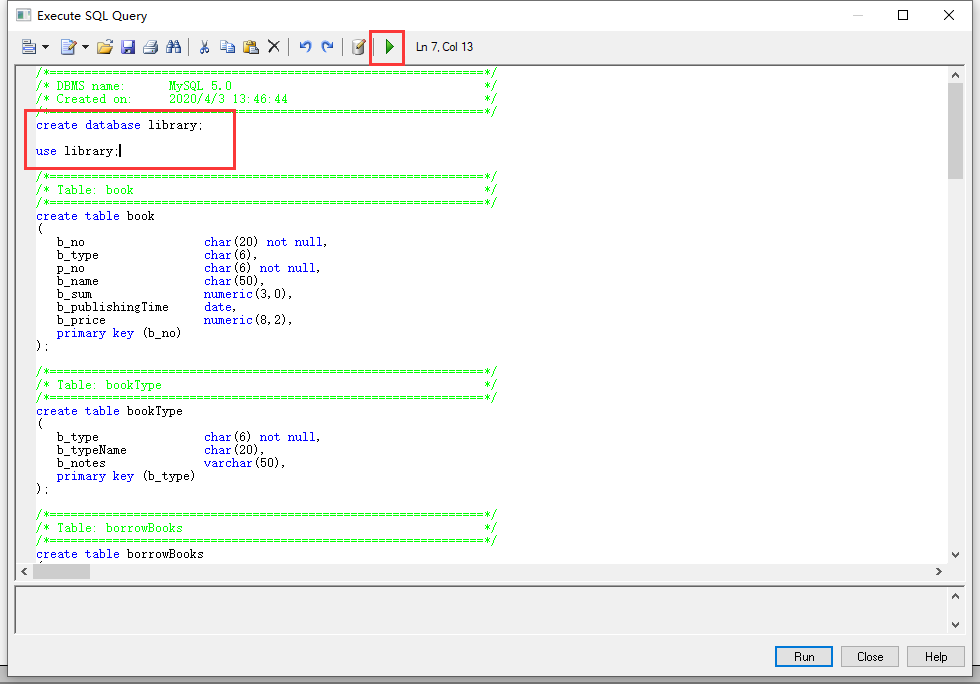 Execute SQL Query
Ln 7, Col 13
/*==============================================================*/
/* DBMS name:      MySQL 5.0                                    */
/* Created on:     2020/4/3 13:46:44                            */
/*==============================================================*/
create database library;
use library;
/*==============================================================*/
/* Table: book                                                  */
/*==============================================================*/
create table book
(
   b_no                 char(20) not null,
   b_type               char(6),
   p_no                 char(6) not null,
   b_name               char(50),
   b_sum                numeric(3,0),
   b_publishingTime     date,
   b_price              numeric(8,2),
   primary key (b_no)
);
/*==============================================================*/
/* Table: bookType                                              */
/*==============================================================*/
create table bookType
(
   b_type               char(6) not null,
   b_typeName           char(20),
   b_notes              varchar(50),
   primary key (b_type)
);
/*==============================================================*/
/* Table: borrowBooks                                           */
/*==============================================================*/
create table borrowBooks
Run
Close
Help